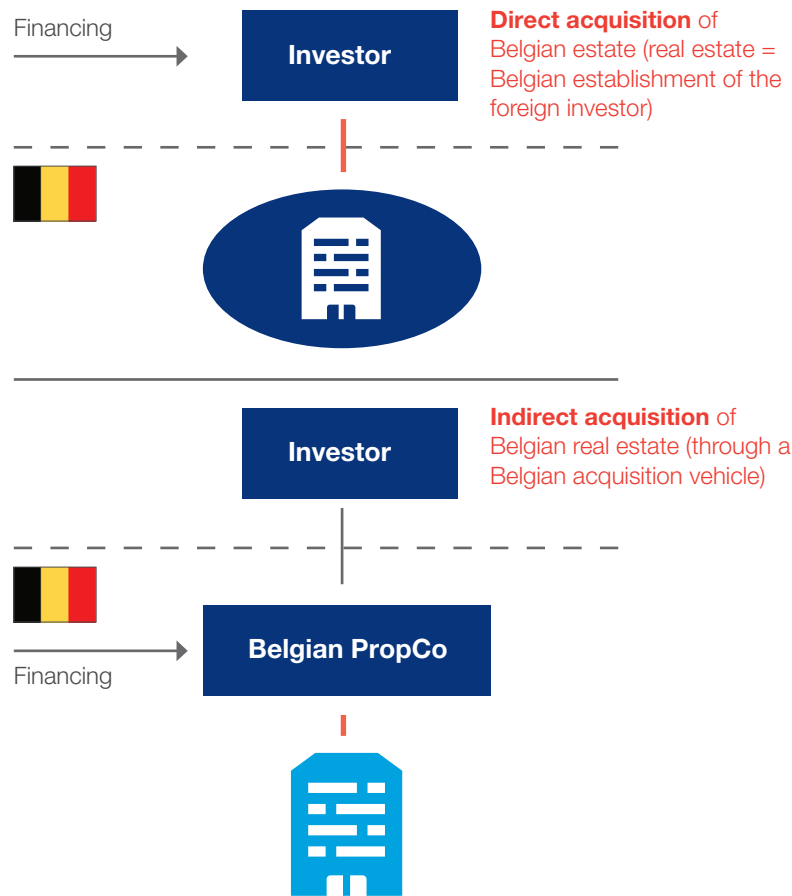 Financing
Investor
Direct acquisition of
Belgian estate (real estate =
Belgian establishment of the
foreign investor)
Investor
Indirect acquisition of
Belgian real estate (through a
Belgian acquisition vehicle)
Belgian PropCo
Financing